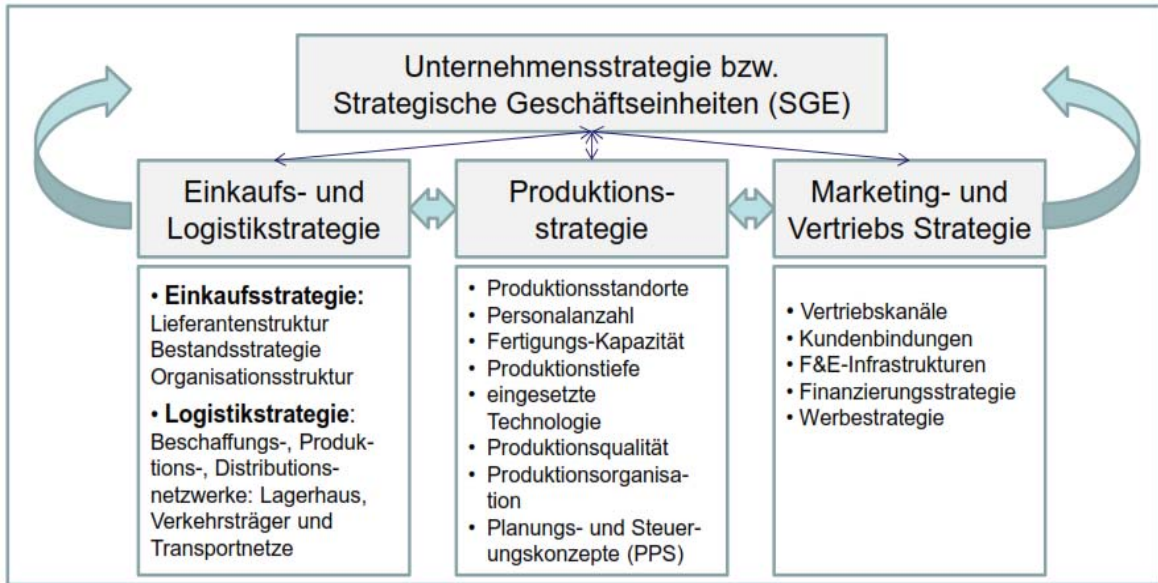 Unternehmensstrategie bzw.
Strategische Geschäftseinheiten (SGE)
Einkaufs- und
Logistikstrategie
• Einkaufsstrategie:
Lieferantenstruktur
Bestandsstrategie
Organisationsstruktur
• Logistikstrategie:
Beschaffungs-, Produk-
tions-, Distributions-
netzwerke: Lagerhaus,
Verkehrsträger und
Transportnetze
Produktions-
strategie
• Produktionsstandorte
• Personalanzahl
• Fertigungs-Kapazität
• Produktionstiefe
• eingesetzte
Technologie
• Produktionsqualität
• Produktionsorganisa-
tion
• Planungs- und Steuer-
ungskonzepte (PPS)
Marketing- und
Vertriebs Strategie
• Vertriebskanäle
• Kundenbindungen
• F&E-Infrastrukturen
• Finanzierungsstrategie
• Werbestrategie